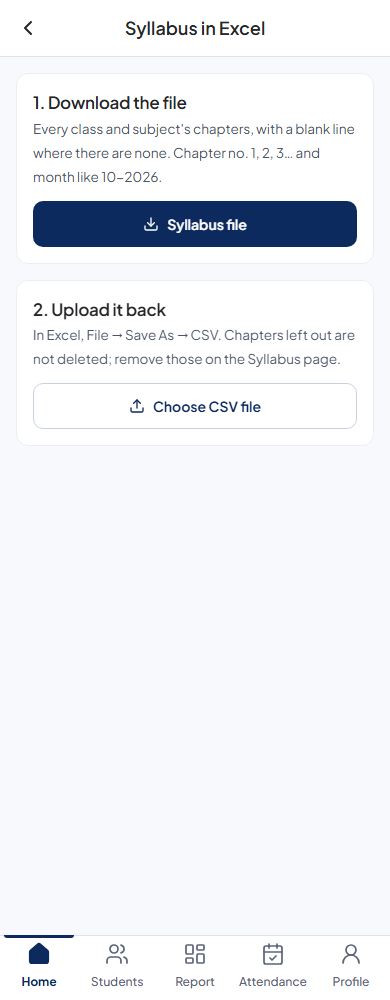 Syllabus in Excel
1. Download the file
Every class and subject's chapters, with a blank line
where there are none. Chapter no. 1, 2, 3… and
month like 10–2026.
Syllabus file
2. Upload it back
In Excel, File → Save As → CSV. Chapters left out are
not deleted; remove those on the Syllabus page.
Choose CSV file
Home
Students
Report
Attendance
Profile